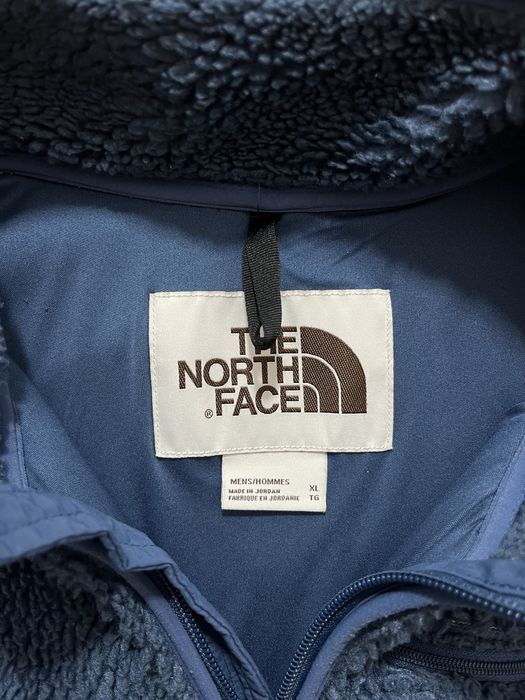 THE
NORTH
® FACE
MENS/HOMMES XL
MADE IN JORDAN
FABRIQUE EN JORDANIE TG